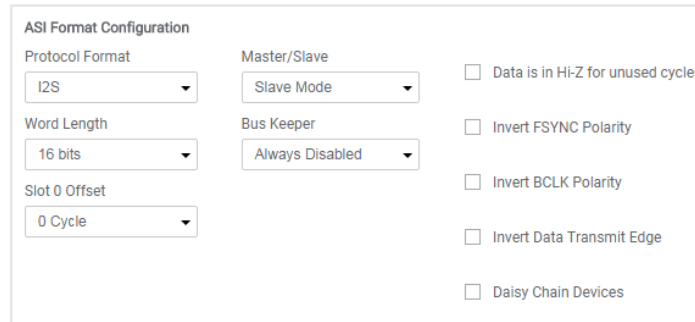 ASI Format Configuration
Protocol Format
I2S
Word Length
16 bits
Slot 0 Offset
0 Cycle
Master/Slave
Slave Mode
Bus Keeper
Always Disabled
Data is in Hi-Z for unused cycle
Invert FSYNC Polarity
Invert BCLK Polarity
Invert Data Transmit Edge
Daisy Chain Devices